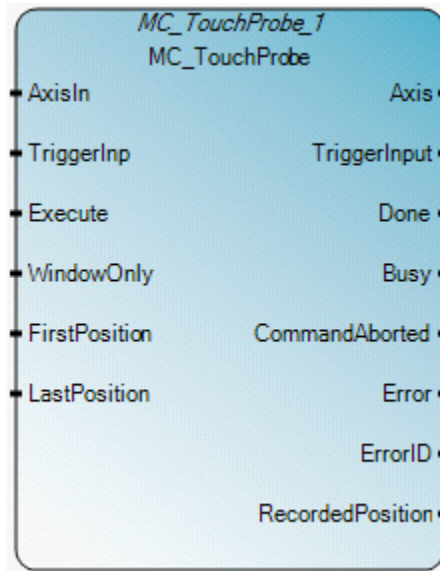 MC_TouchProbe_1
MC_TouchProbe
AxisIn Axis
TriggerInp TriggerInput
Execute Done
WindowOnly Busy
FirstPosition CommandAborted
LastPosition Error
ErrorID
RecordedPosition